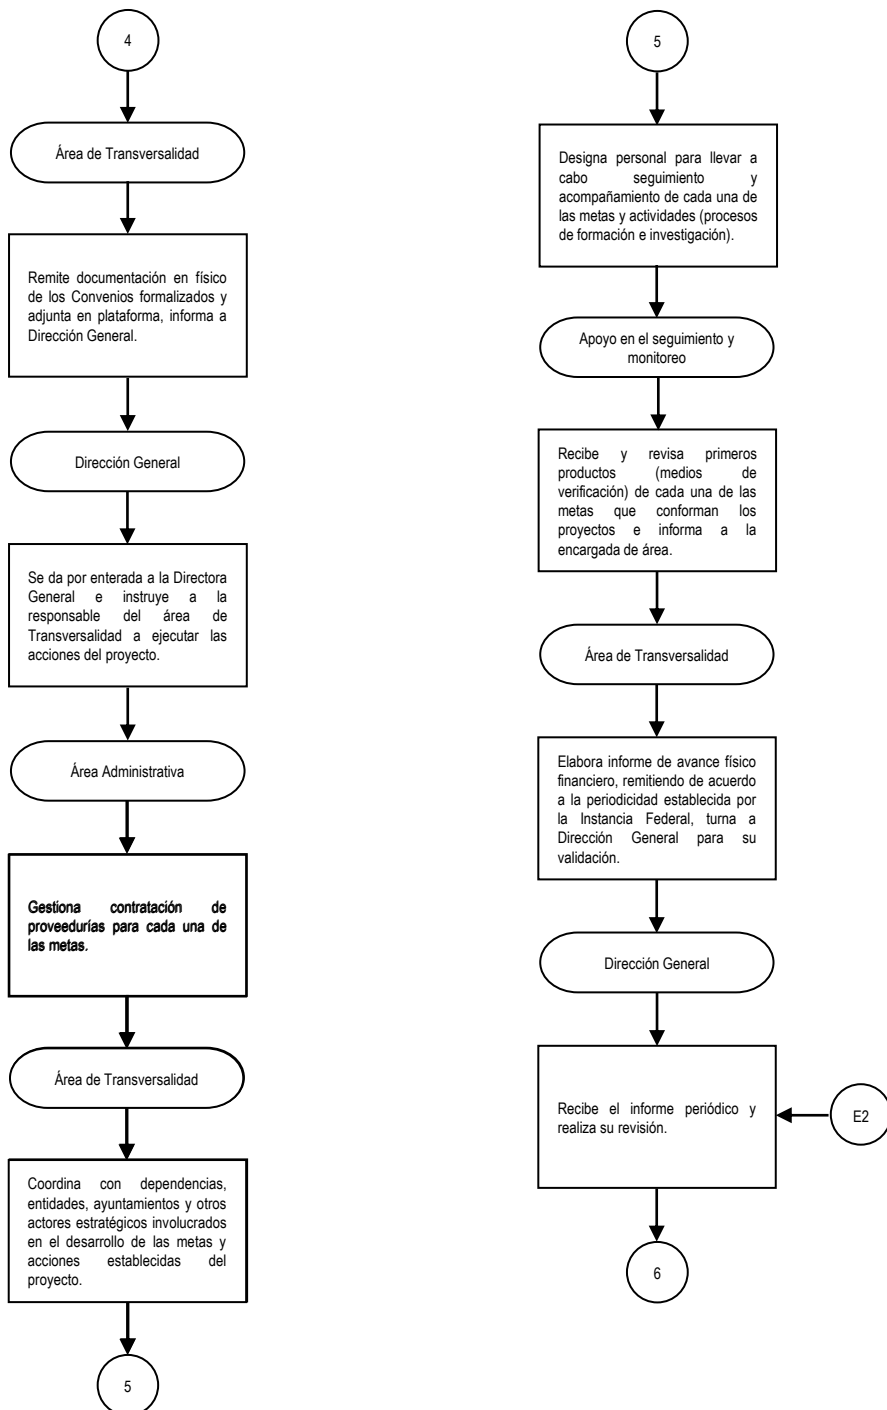 4
Área de Transversalidad
Remite documentación en físico
de los Convenios formalizados y
adjunta en plataforma, informa a
Dirección General.
Dirección General
Se da por enterada a la Directora
General e instruye a la
responsable del área de
Transversalidad a ejecutar las
acciones del proyecto.
Área Administrativa
Gestiona contratación de
proveedurías para cada una de
las metas.
Área de Transversalidad
Coordina con dependencias,
entidades, ayuntamientos y otros
actores estratégicos involucrados
en el desarrollo de las metas y
acciones establecidas del
proyecto.
5
5
Designa personal para llevar a
cabo seguimiento y
acompañamiento de cada una de
las metas y actividades (procesos
de formación e investigación).
Apoyo en el seguimiento y
monitoreo
Recibe y revisa primeros
productos (medios de
verificación) de cada una de las
metas que conforman los
proyectos e informa a la
encargada de área.
Área de Transversalidad
Elabora informe de avance físico
financiero, remitiendo de acuerdo
a la periodicidad establecida por
la Instancia Federal, turna a
Dirección General para su
validación.
Dirección General
Recibe el informe periódico y
realiza su revisión.
E2
6